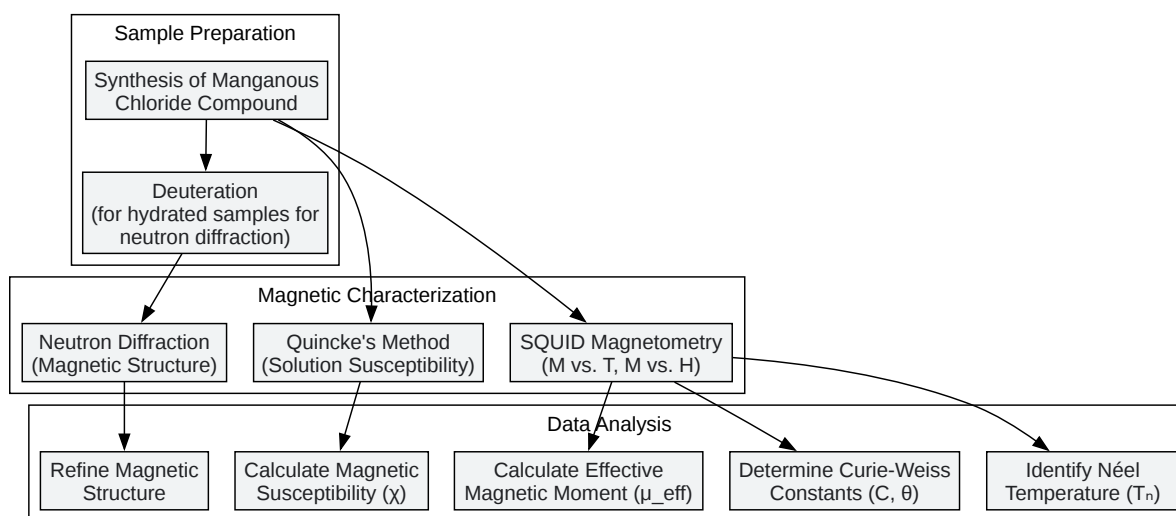 Sample Preparation
Synthesis of Manganous
Chloride Compound
Deuteration
(for hydrated samples for
neutron diffraction)
Magnetic Characterization
Neutron Diffraction
(Magnetic Structure)
Quincke's Method
(Solution Susceptibility)
SQUID Magnetometry
(M vs. T, M vs. H)
Data Analysis
Refine Magnetic
Structure
Calculate Magnetic
Susceptibility (χ)
Calculate Effective
Magnetic Moment (μ_eff)
Determine Curie-Weiss
Constants (C, θ)
Identify Néel
Temperature (Tₙ)